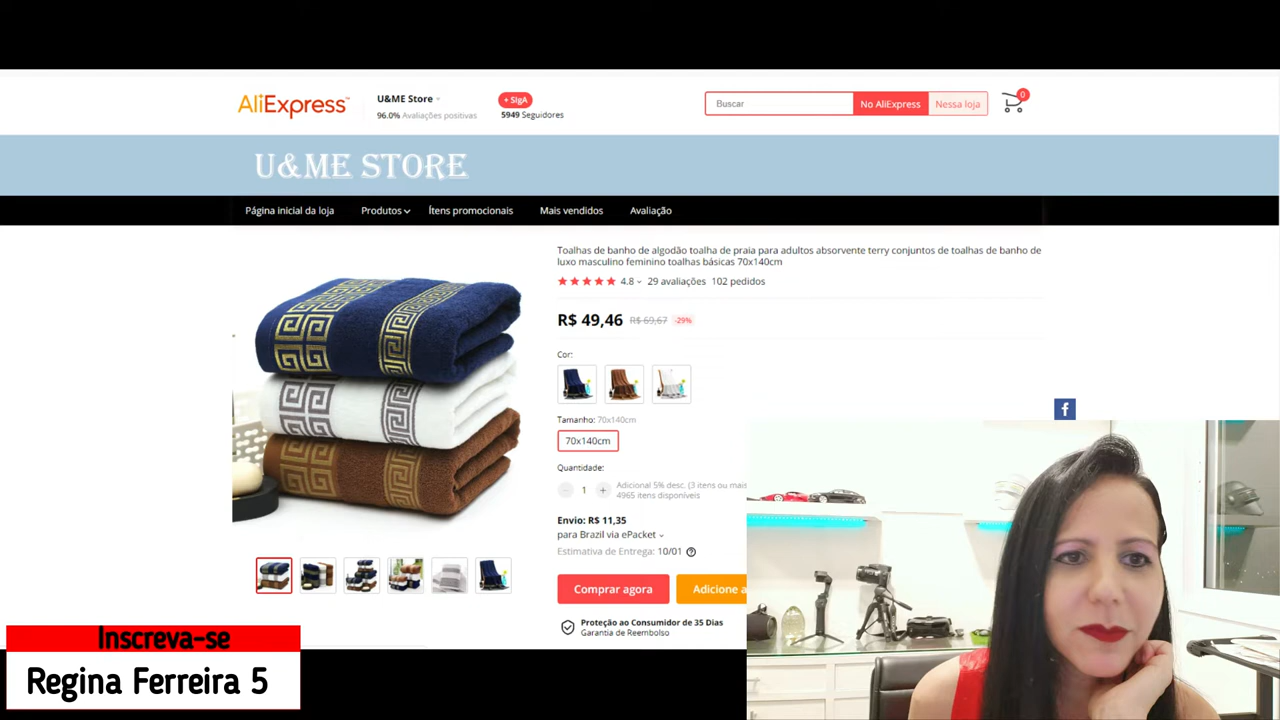 AliExpress
U&ME Store
96.0% Avaliações positivas
+ SIgA
5949 Seguidores
Buscar
No AliExpress
Nessa loja
0
U&ME STORE
Página inicial da loja
Produtos
Ítens promocionais
Mais vendidos
Avaliação
Toalhas de banho de algodão toalha de praia para adultos absorvente terry conjuntos de toalhas de banho de
luxo masculino feminino toalhas básicas 70x140cm
4.8 29 avaliações 102 pedidos
R$ 49,46 R$ 69,67 -29%
Cor:
Tamanho: 70x140cm
70x140cm
Quantidade:
1
Adicional 5% desc. (3 itens ou mais
4965 itens disponíveis
Envio: R$ 11,35
para Brazil via ePacket
Estimativa de Entrega: 10/01
Comprar agora
Adicione a
Proteção ao Consumidor de 35 Dias
Garantia de Reembolso
f
Inscreva-se
Regina Ferreira 5